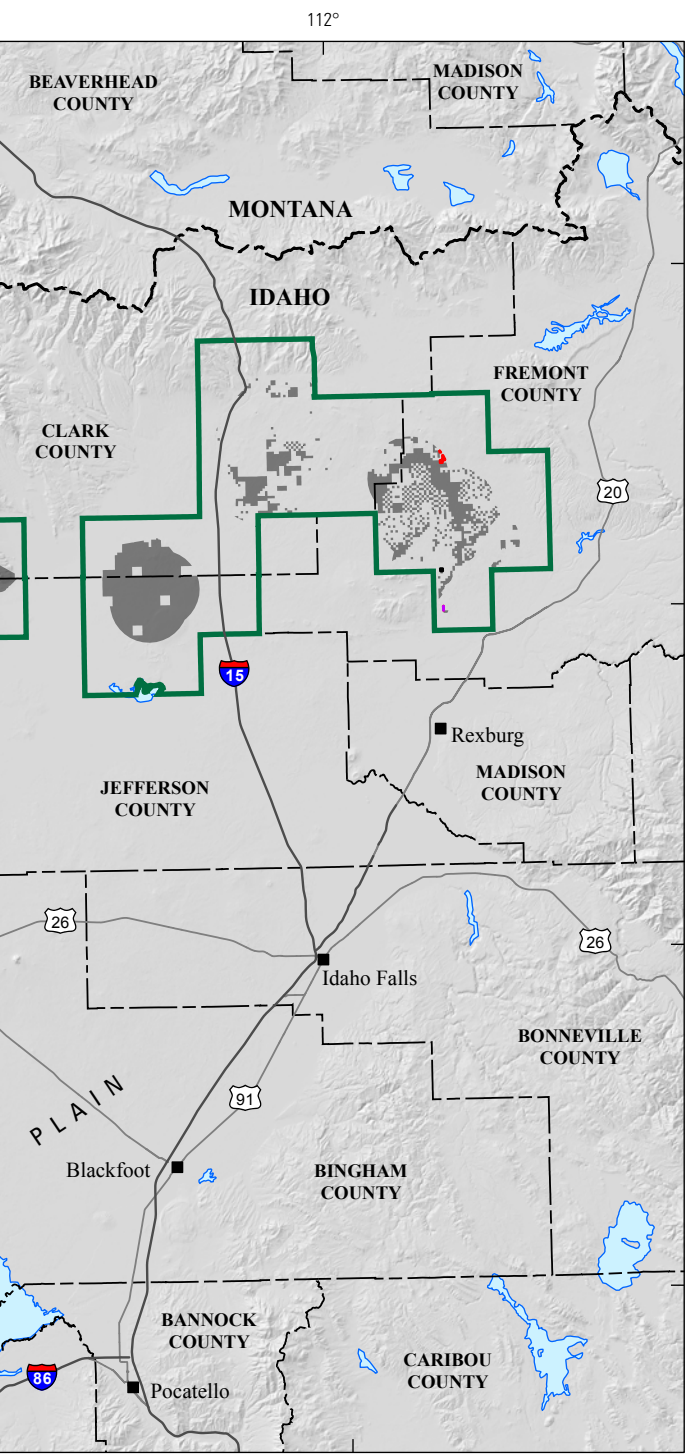 112°
BEAVERHEAD
COUNTY
MADISON
COUNTY
MONTANA
IDAHO
FREMONT
COUNTY
CLARK
COUNTY
20
15
Rexburg
MADISON
COUNTY
JEFFERSON
COUNTY
26
26
Idaho Falls
BONNEVILLE
COUNTY
91
PLAIN
Blackfoot
BINGHAM
COUNTY
BANNOCK
COUNTY
CARIBOU
COUNTY
86
Pocatello